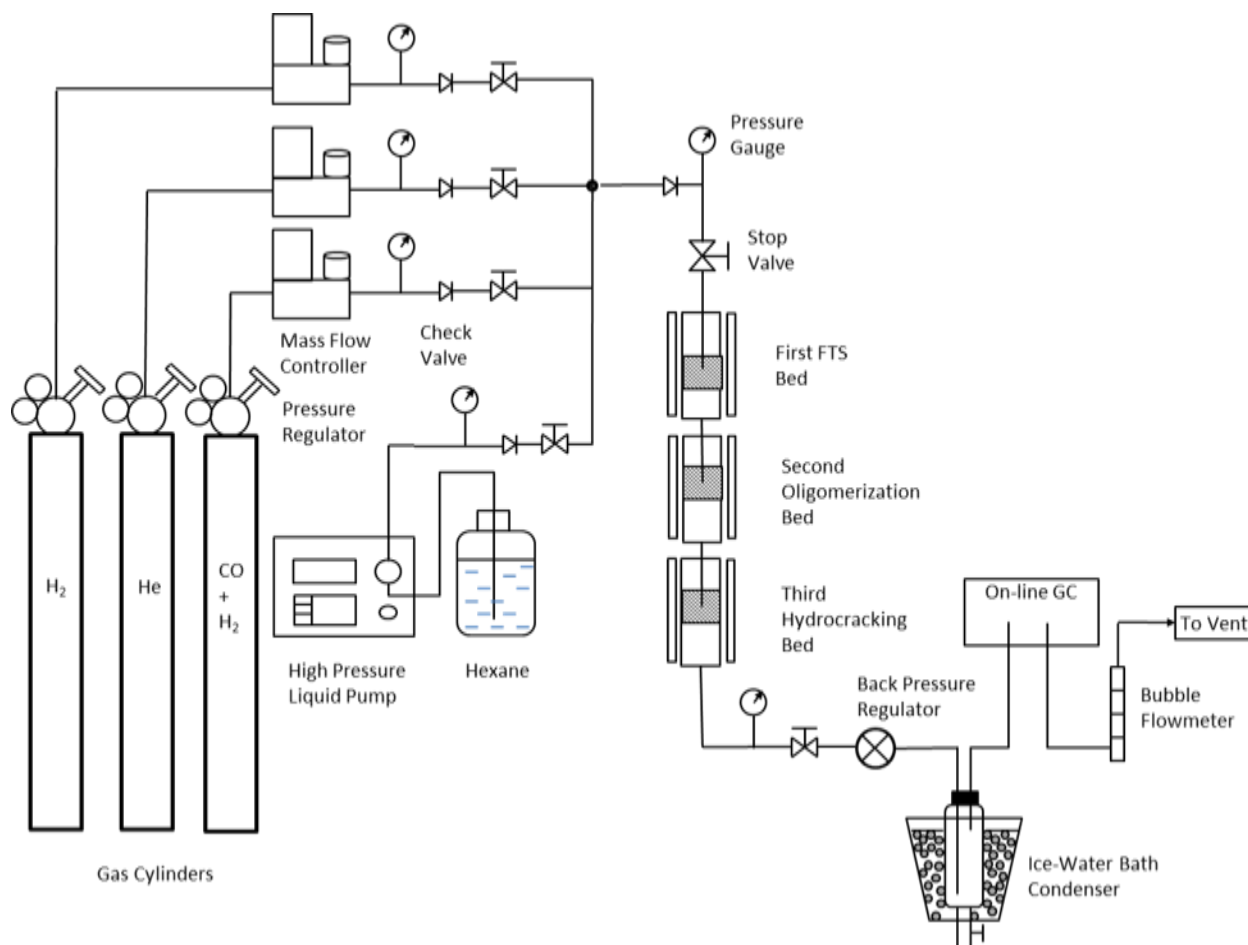 Pressure
Gauge
Stop
Valve
Mass Flow
Controller
Check
Valve
First FTS
Bed
Pressure
Regulator
Second
Oligomerization
Bed
H2
He
CO
+
H2
High Pressure
Liquid Pump
Hexane
Third
Hydrocracking
Bed
On-line GC
To Vent
Back Pressure
Regulator
Bubble
Flowmeter
Gas Cylinders
Ice-Water Bath
Condenser